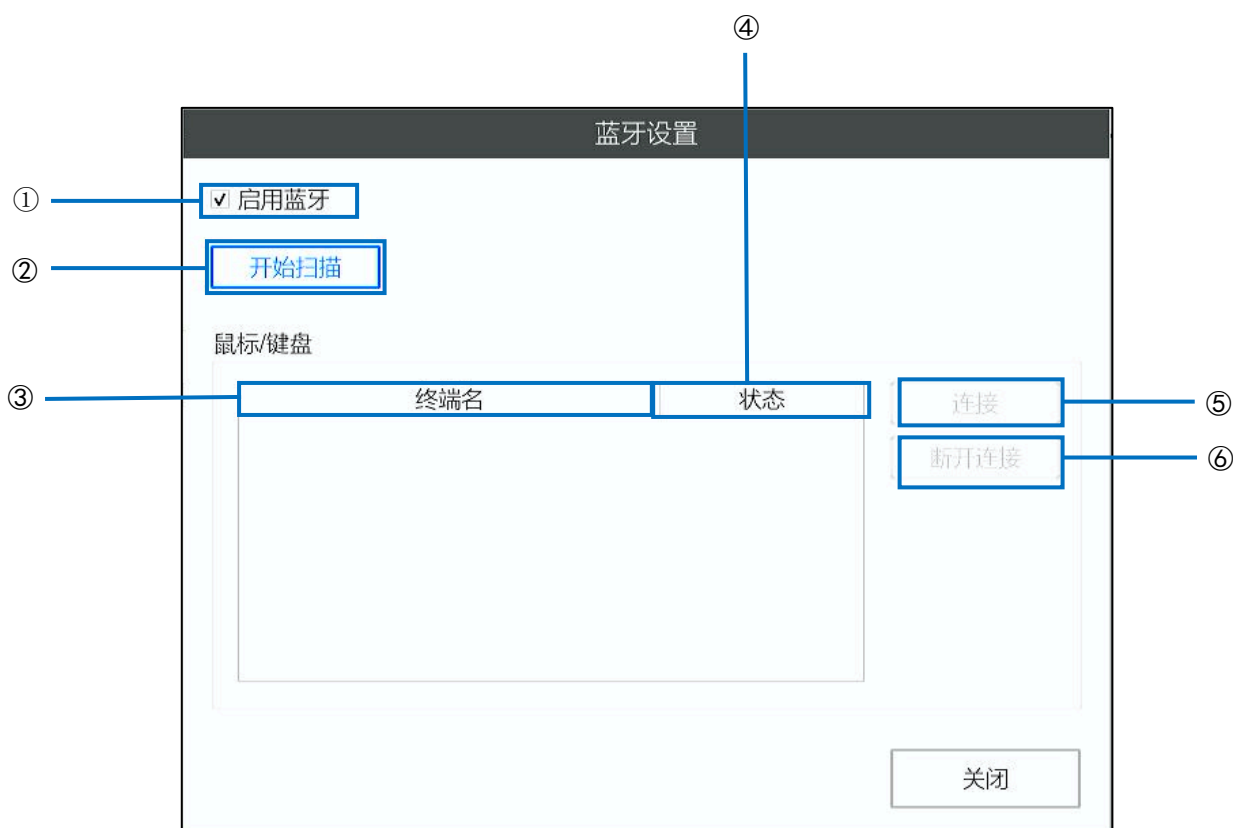 ④
蓝牙设置
① 启用蓝牙
② 开始扫描
鼠标/键盘
③ 终端名 状态 连接 ⑤
断开连接 ⑥
关闭